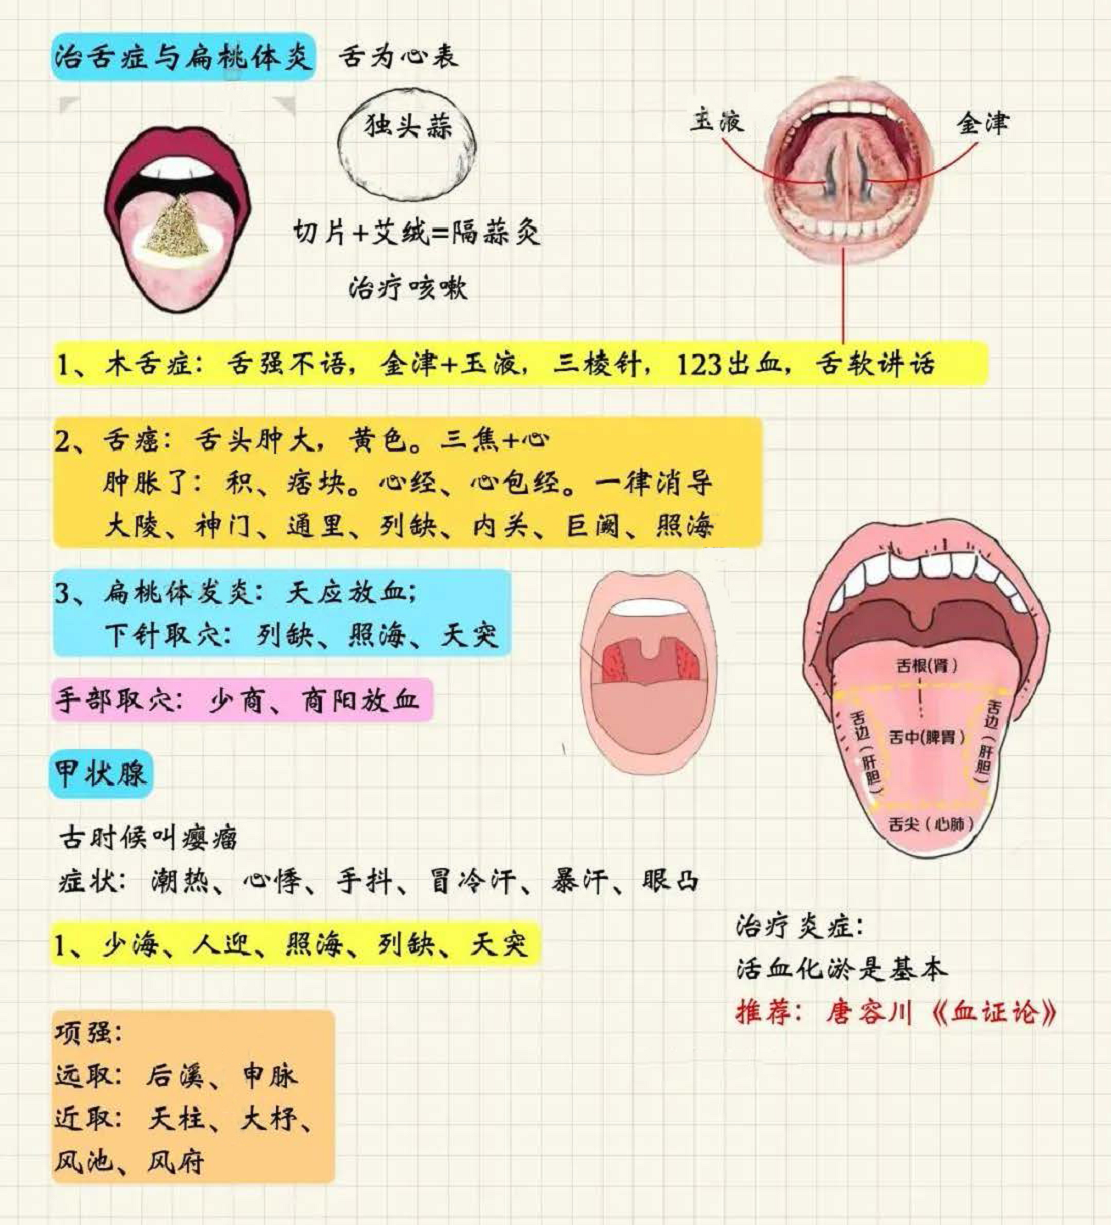 治舌症与扁桃体炎 舌为心表
独头蒜
切片+艾绒=隔蒜灸
治疗咳嗽
玉液
金津
1、木舌症：舌强不语，金津+玉液，三棱针，123出血，舌软讲话
2、舌癌：舌头肿大，黄色。三焦+心
肿胀了：积、痞块。心经、心包经。一律消导
大陵、神门、通里、列缺、内关、巨阙、照海
3、扁桃体发炎：天应放血；
下针取穴：列缺、照海、天突
手部取穴：少商、商阳放血
舌根(肾)
舌边(肝胆)
舌中(脾胃)
舌边(肝胆)
舌尖(心肺)
甲状腺
古时候叫瘿瘤
症状：潮热、心悸、手抖、冒冷汗、暴汗、眼凸
1、少海、人迎、照海、列缺、天突
治疗炎症：
活血化淤是基本
推荐：唐容川《血证论》
项强：
远取：后溪、申脉
近取：天柱、大杼、
风池、风府